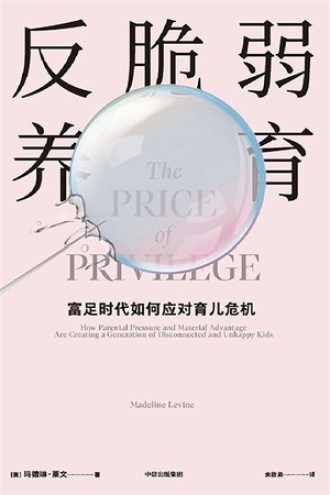 反脆弱
养育
The
PRICE
of
PRIVILEGE
富足时代如何应对育儿危机
How Parental Pressure and Material Advantage
Are Creating a Generation of Disconnected and Unhappy Kids
Madeline Levine
[美] 玛德琳·莱文 著 中信出版集团 译